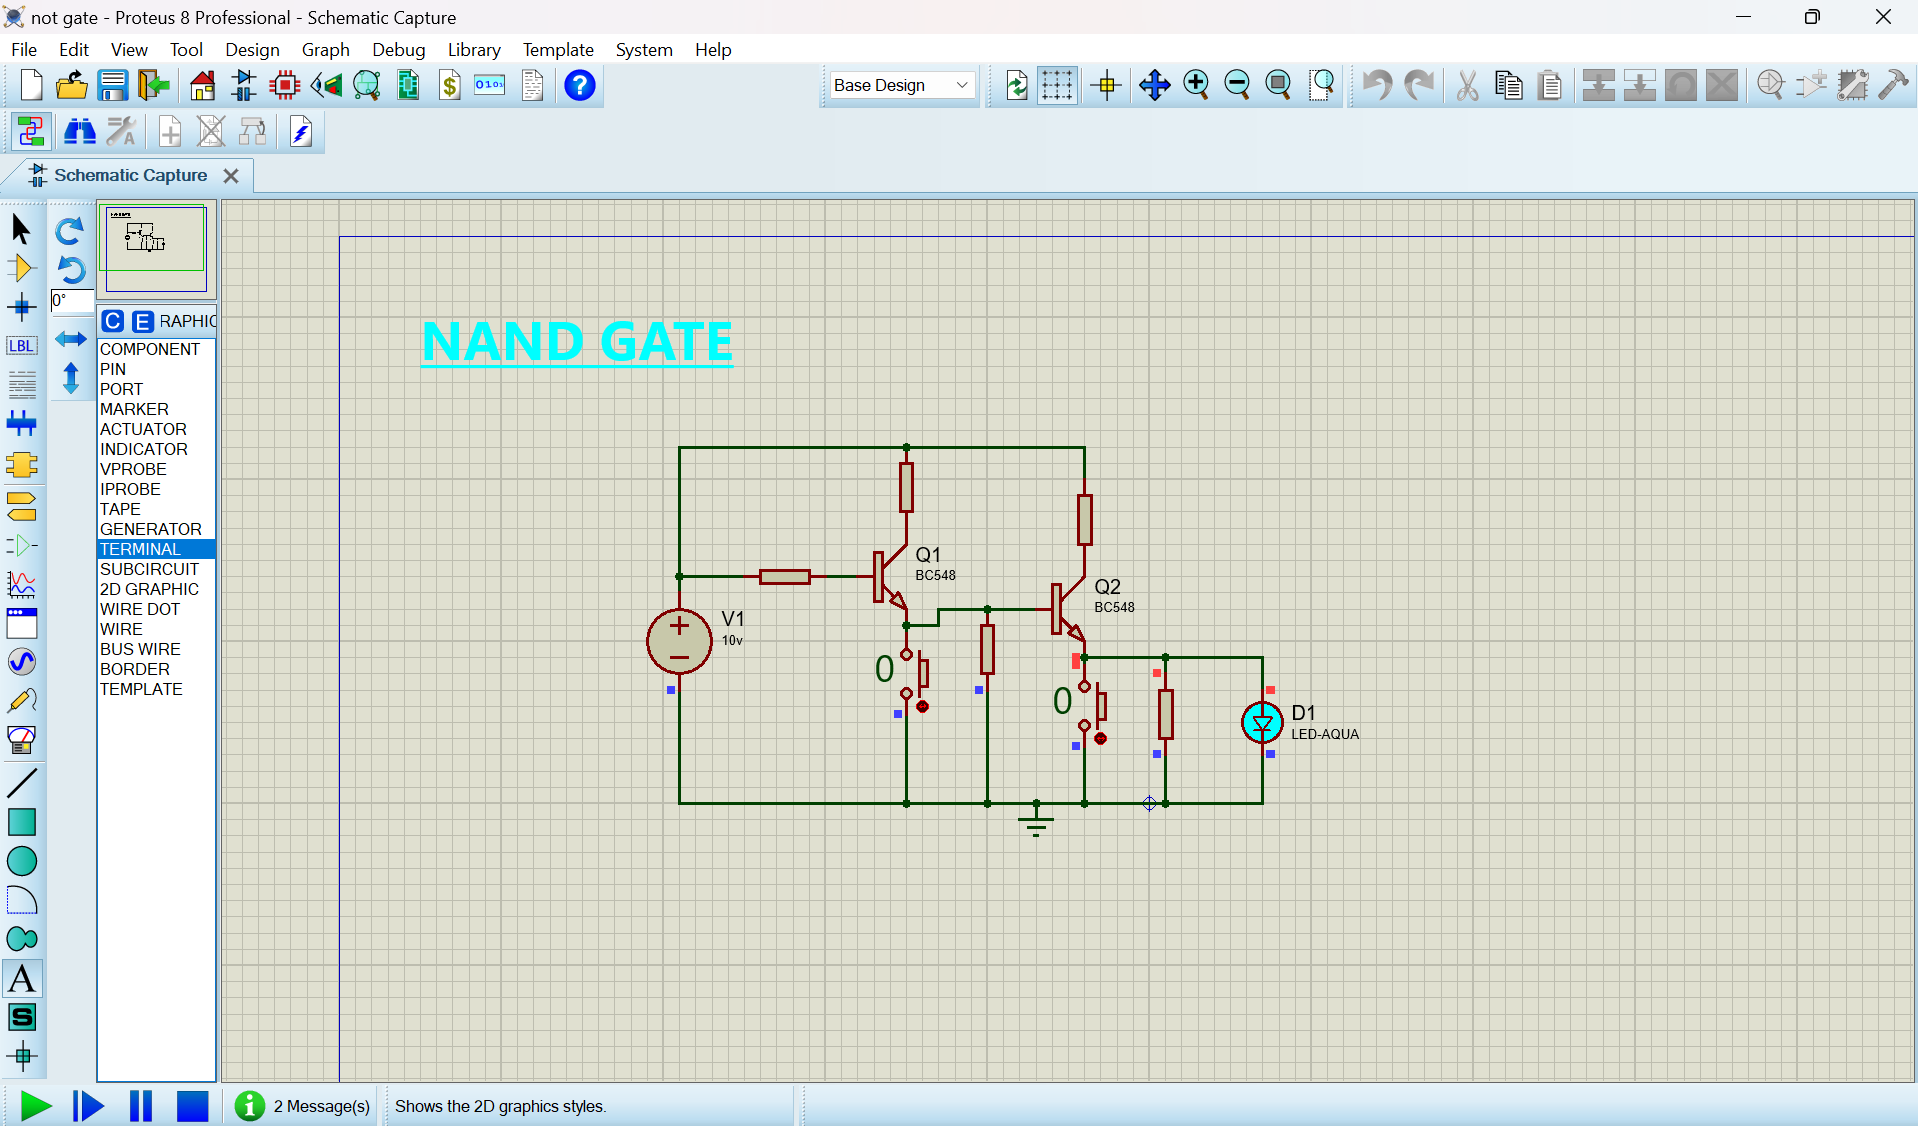 not gate - Proteus 8 Professional - Schematic Capture
File Edit View Tool Design Graph Debug Library Template System Help
Base Design
Schematic Capture
0°
LBL
C E RAPHIC
COMPONENT
PIN
PORT
MARKER
ACTUATOR
INDICATOR
VPROBE
IPROBE
TAPE
GENERATOR
TERMINAL
SUBCIRCUIT
2D GRAPHIC
WIRE DOT
WIRE
BUS WIRE
BORDER
TEMPLATE
A
S
NAND GATE
Q1
BC548
Q2
BC548
V1
10v
0
0
D1
LED-AQUA
2 Message(s)
Shows the 2D graphics styles.